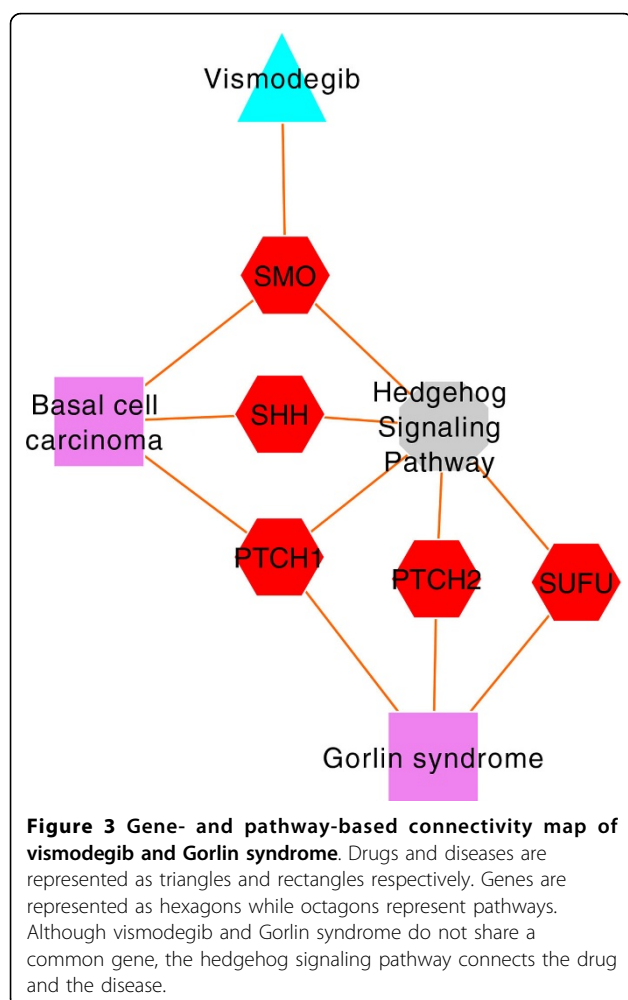 Vismodegib
SMO
Basal cell
carcinoma
SHH
Hedgehog
Signaling
Pathway
PTCH1
PTCH2
SUFU
Gorlin syndrome
Figure 3 Gene- and pathway-based connectivity map of
vismodegib and Gorlin syndrome. Drugs and diseases are
represented as triangles and rectangles respectively. Genes are
represented as hexagons while octagons represent pathways.
Although vismodegib and Gorlin syndrome do not share a
common gene, the hedgehog signaling pathway connects the drug
and the disease.